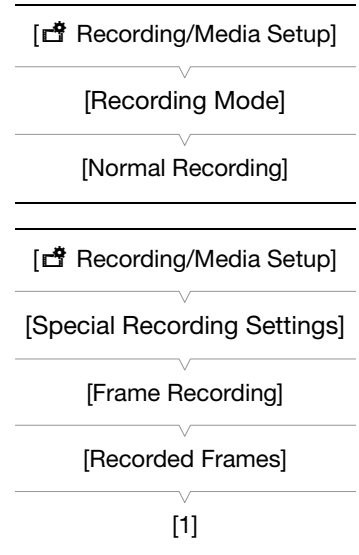 [ Recording/Media Setup]
[Recording Mode]
[Normal Recording]
[ Recording/Media Setup]
[Special Recording Settings]
[Frame Recording]
[Recorded Frames]
[1]